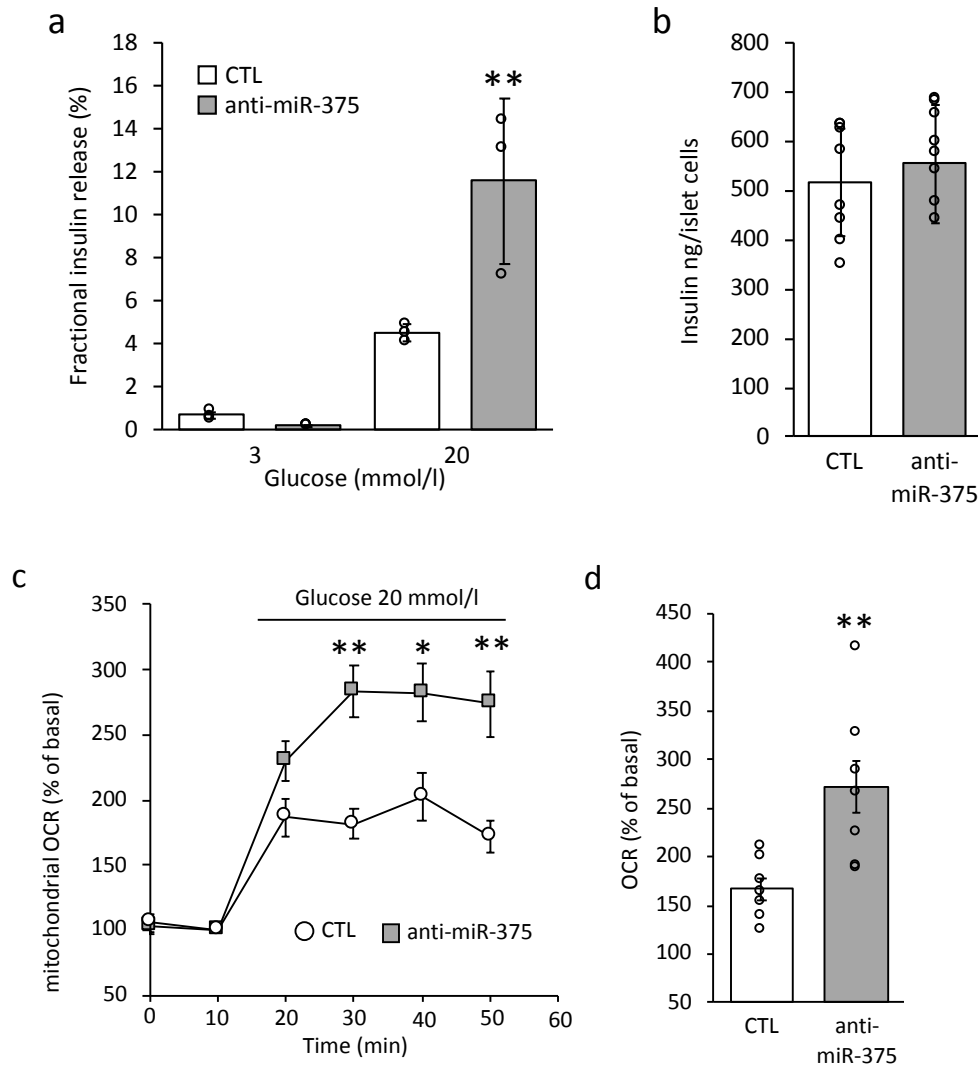 a
18
16
14
12
10
8
6
4
2
0
Fractional insulin release (%)
CTL
anti-miR-375
**
3
20
Glucose (mmol/l)
b
800
700
600
500
400
300
200
100
0
Insulin ng/islet cells
CTL
anti-
miR-375
c
350
300
250
200
150
100
50
mitochondrial OCR (% of basal)
Glucose 20 mmol/l
** * **
CTL
anti-miR-375
0 10 20 30 40 50 60
Time (min)
d
450
400
350
300
250
200
150
100
50
OCR (% of basal)
**
CTL
anti-
miR-375